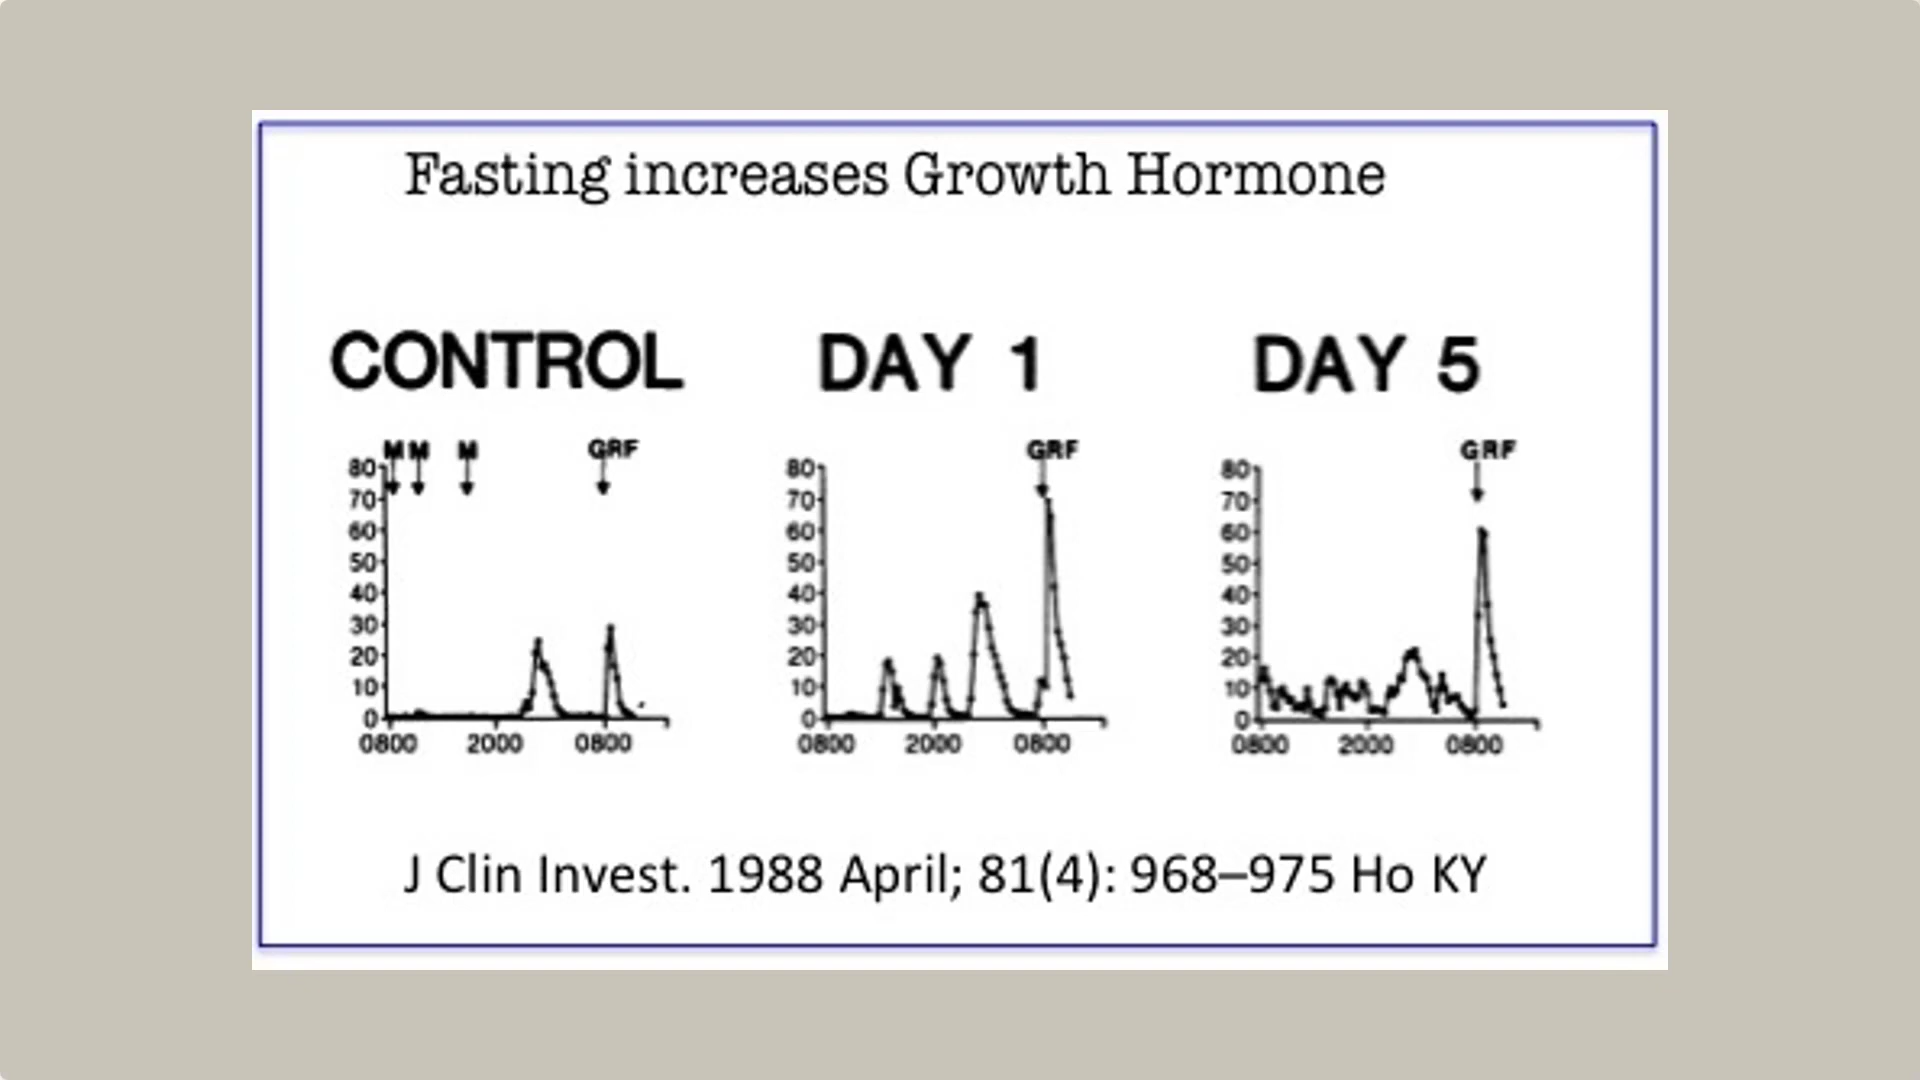 Fasting increases Growth Hormone
CONTROL
M M M GRF
80
70
60
50
40
30
20
10
0
0800 2000 0800
DAY 1
GRF
80
70
60
50
40
30
20
10
0
0800 2000 0800
DAY 5
GRF
80
70
60
50
40
30
20
10
0
0800 2000 0800
J Clin Invest. 1988 April; 81(4): 968–975 Ho KY